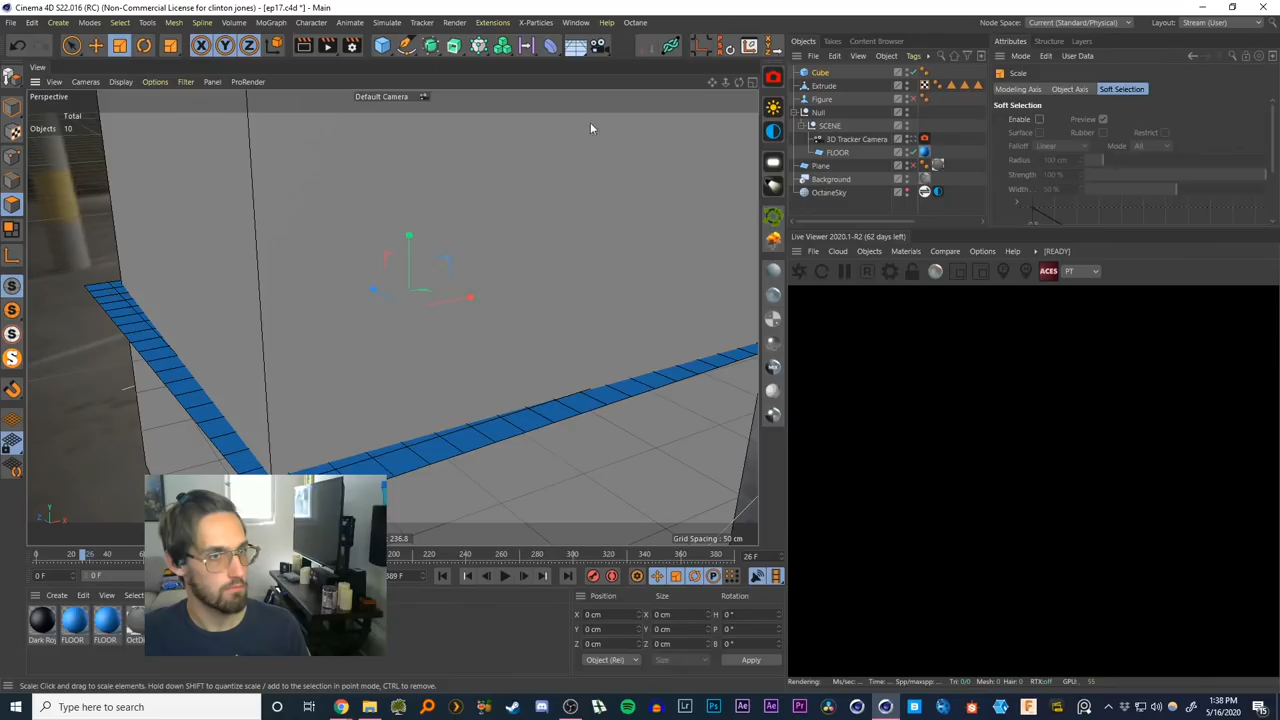 Cinema 4D S22.016 (RC) (Non-Commercial License for clinton jones) - [ep17.c4d *] - Main
File Edit Create Modes Select Tools Mesh Spline Volume MoGraph Character Animate Simulate Tracker Render Extensions X-Particles Window Help Octane
Node Space: Current (Standard/Physical) Layout: Stream (User)
View
View Cameras Display Options Filter Panel ProRender
Perspective
Default Camera
Total
Objects 10
Grid Spacing : 50 cm
Objects Takes Content Browser
File Edit View Object Tags
Cube
Extrude
Figure
Null
SCENE
3D Tracker Camera
FLOOR
Plane
Background
OctaneSky
Attributes Structure Layers
Mode Edit User Data
Scale
Modeling Axis Object Axis Soft Selection
Soft Selection
Enable Preview
Surface Rubber Restrict
Falloff Linear Mode All
Radius 100 cm
Strength 100 %
Width 50 %
Live Viewer 2020.1-R2 (62 days left)
File Cloud Objects Materials Compare Options Help [READY]
ACES PT
0 20 26 200 220 240 260 280 300 320 340 360 380 26 F
0 F 0 F 389 F
Create Edit View Select
Dark Roj FLOOR FLOOR OctDi
Position Size Rotation
X 0 cm X 0 cm H 0 °
Y 0 cm Y 0 cm P 0 °
Z 0 cm Z 0 cm B 0 °
Object (Rel) Size Apply
Rendering: Ms/sec: Time: Spp/maxspp: Tri: 0/0 Mesh: 0 Hair: 0 RTX:off GPU: 55
Scale: Click and drag to scale elements. Hold down SHIFT to quantize scale / add to the selection in point mode, CTRL to remove.
Type here to search
1:38 PM
5/16/2020